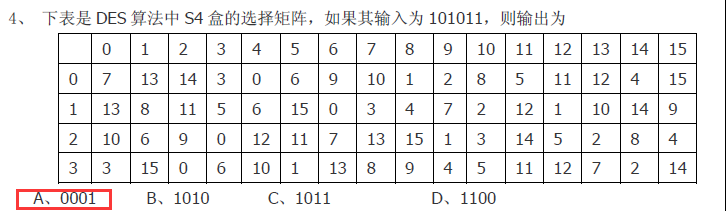 4、 下表是 DES 算法中 S4 盒的选择矩阵，如果其输入为 101011，则输出为
0 1 2 3 4 5 6 7 8 9 10 11 12 13 14 15
0 7 13 14 3 0 6 9 10 1 2 8 5 11 12 4 15
1 13 8 11 5 6 15 0 3 4 7 2 12 1 10 14 9
2 10 6 9 0 12 11 7 13 15 1 3 14 5 2 8 4
3 3 15 0 6 10 1 13 8 9 4 5 11 12 7 2 14
A、0001 B、1010 C、1011 D、1100